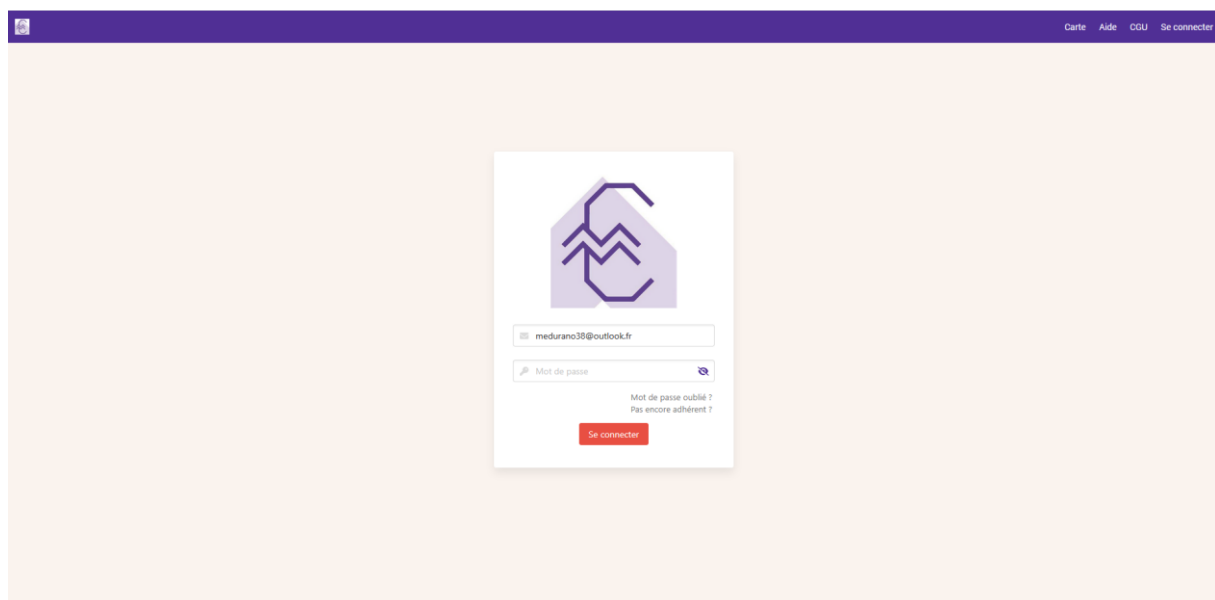 Carte Aide CGU Se connecter
medurano38@outlook.fr
Mot de passe
Mot de passe oublié ?
Pas encore adhérent ?
Se connecter